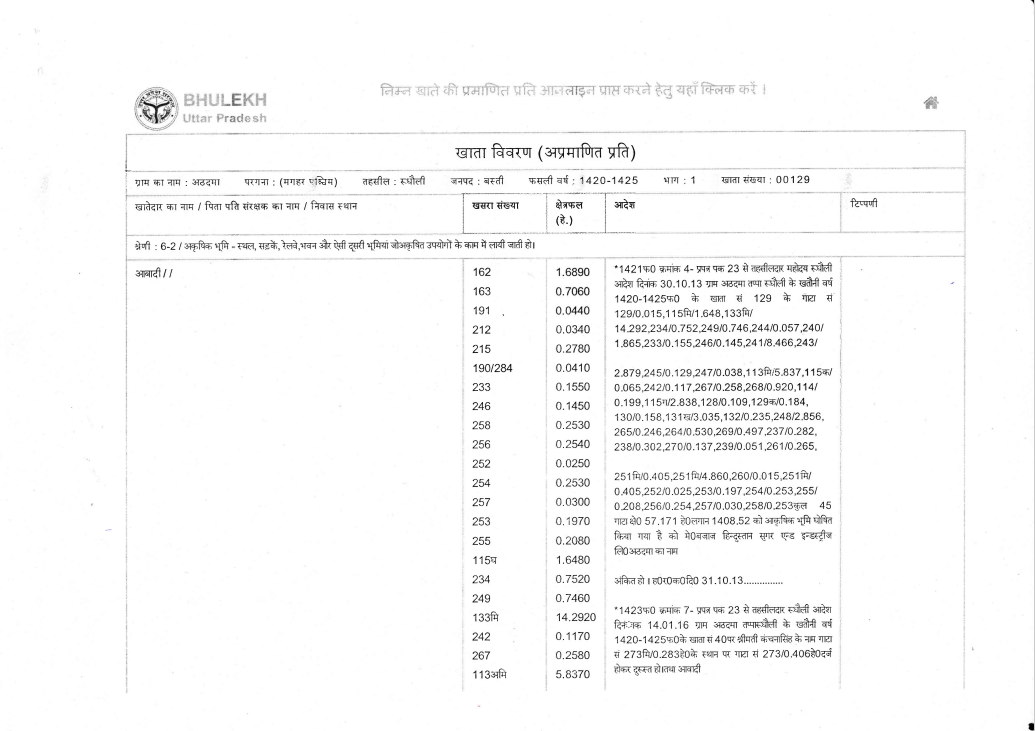 निम्न खाते की प्रमाणित प्रति आनलाइन प्राप्त करने हेतु यहाँ क्लिक करें ।
BHULEKH
Uttar Pradesh
खाता विवरण (अप्रमाणित प्रति)
ग्राम का नाम : अठदमा परगना : (मगहर पश्चिम) तहसील : रूधौली जनपद : बस्ती फसली वर्ष : 1420-1425 भाग : 1 खाता संख्या : 00129
खातेदार का नाम / पिता पति संरक्षक का नाम / निवास स्थान खसरा संख्या क्षेत्रफल (हे.) आदेश टिप्पणी
श्रेणी : 6-2 / अकृषिक भूमि - स्थल, सड़कें, रेलवे,भवन और ऐसी दूसरी भूमियां जोअकृषित उपयोगों के काम में लायी जाती हो।
आबादी / /
162 1.6890
163 0.7060
191 0.0440
212 0.0340
215 0.2780
190/284 0.0410
233 0.1550
246 0.1450
258 0.2530
256 0.2540
252 0.0250
254 0.2530
257 0.0300
253 0.1970
255 0.2080
115घ 1.6480
234 0.7520
249 0.7460
133मि 14.2920
242 0.1170
267 0.2580
113अमि 5.8370
*1421फ0 क्रमांक 4- प्रपत्र पक 23 से तहसीलदार महोदय रूधौली
आदेश दिनांक 30.10.13 ग्राम अठदमा तप्पा रूधौली के खतौनी वर्ष
1420-1425फ0 के खाता सं 129 के गाटा सं
129/0.015,115मि/1.648,133मि/
14.292,234/0.752,249/0.746,244/0.057,240/
1.865,233/0.155,246/0.145,241/8.466,243/
2.879,245/0.129,247/0.038,113मि/5.837,115क/
0.065,242/0.117,267/0.258,268/0.920,114/
0.199,115ग/2.838,128/0.109,129क/0.184,
130/0.158,131ख/3.035,132/0.235,248/2.856,
265/0.246,264/0.530,269/0.497,237/0.282,
238/0.302,270/0.137,239/0.051,261/0.265,
251मि/0.405,251मि/4.860,260/0.015,251मि/
0.405,252/0.025,253/0.197,254/0.253,255/
0.208,256/0.254,257/0.030,258/0.253कुल 45
गाटा क्षे0 57.171 हे0लगान 1408.52 को आकृषिक भूमि घोषित
किया गया है को मे0बजाज हिन्दुस्तान सूगर एन्ड इन्डस्ट्रीज
लि0अठदमा का नाम
अंकित हो । ह0र0क0दि0 31.10.13...............
*1423फ0 क्रमांक 7- प्रपत्र पक 23 से तहसीलदार रूधौली आदेश
दिनांक 14.01.16 ग्राम अठदमा तप्पारूधौली के खतौनी वर्ष
1420-1425फ0के खाता सं 40पर श्रीमती कंचनासिंह के नाम गाटा
सं 273मि/0.283हे0के स्थान पर गाटा सं 273/0.406हे0दर्ज
होकर दुरूस्त हो।तथा आवादी